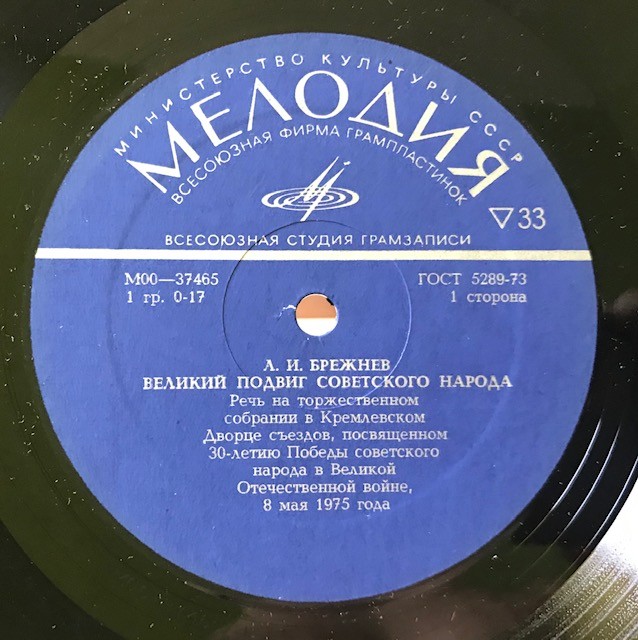 МИНИСТЕРСТВО КУЛЬТУРЫ СССР
МЕЛОДИЯ
ВСЕСОЮЗНАЯ ФИРМА ГРАМПЛАСТИНОК
▽33
ВСЕСОЮЗНАЯ СТУДИЯ ГРАМЗАПИСИ
М00—37465
ГОСТ 5289-73
1 гр. 0-17
1 сторона
Л. И. БРЕЖНЕВ
ВЕЛИКИЙ ПОДВИГ СОВЕТСКОГО НАРОДА
Речь на торжественном
собрании в Кремлевском
Дворце съездов, посвященном
30-летию Победы советского
народа в Великой
Отечественной войне,
8 мая 1975 года